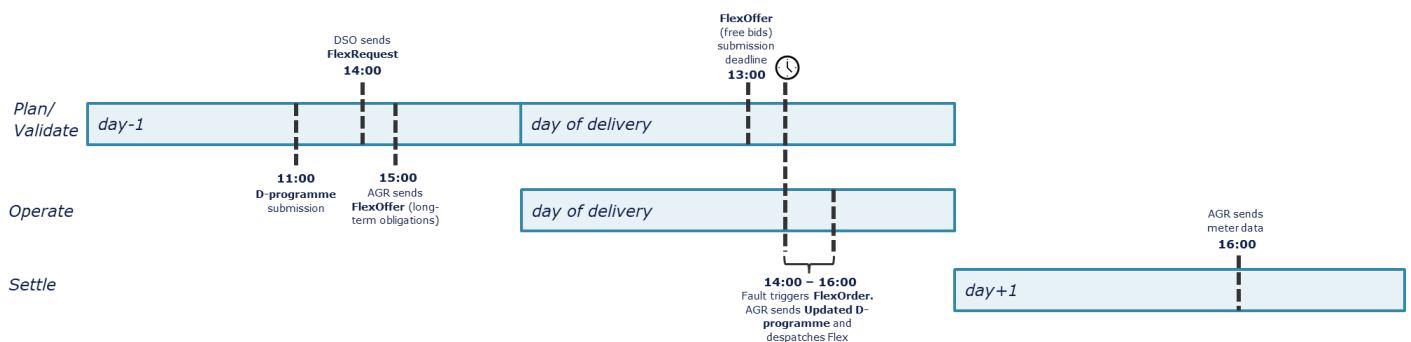 FlexOffer
(free bids)
submission
deadline
13:00
DSO sends
FlexRequest
14:00
Plan/
Validate
day-1
day of delivery
11:00
D-programme
submission
15:00
AGR sends
FlexOffer (long-
term obligations)
Operate
day of delivery
AGR sends
meter data
16:00
Settle
14:00 – 16:00
Fault triggers FlexOrder.
AGR sends Updated D-
programme and
despatches Flex
day+1